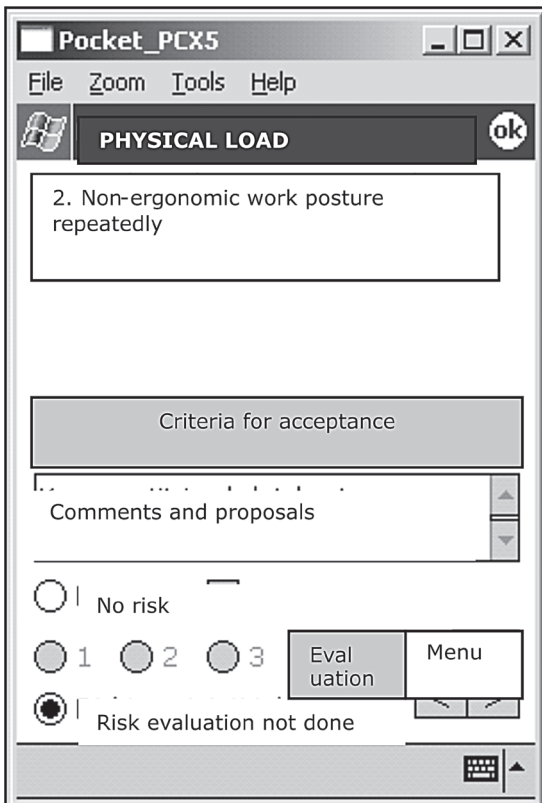 Pocket_PCX5
File Zoom Tools Help
PHYSICAL LOAD
ok
2. Non-ergonomic work posture
repeatedly
Criteria for acceptance
Comments and proposals
No risk
1 2 3
Eval
uation
Menu
Risk evaluation not done
< >